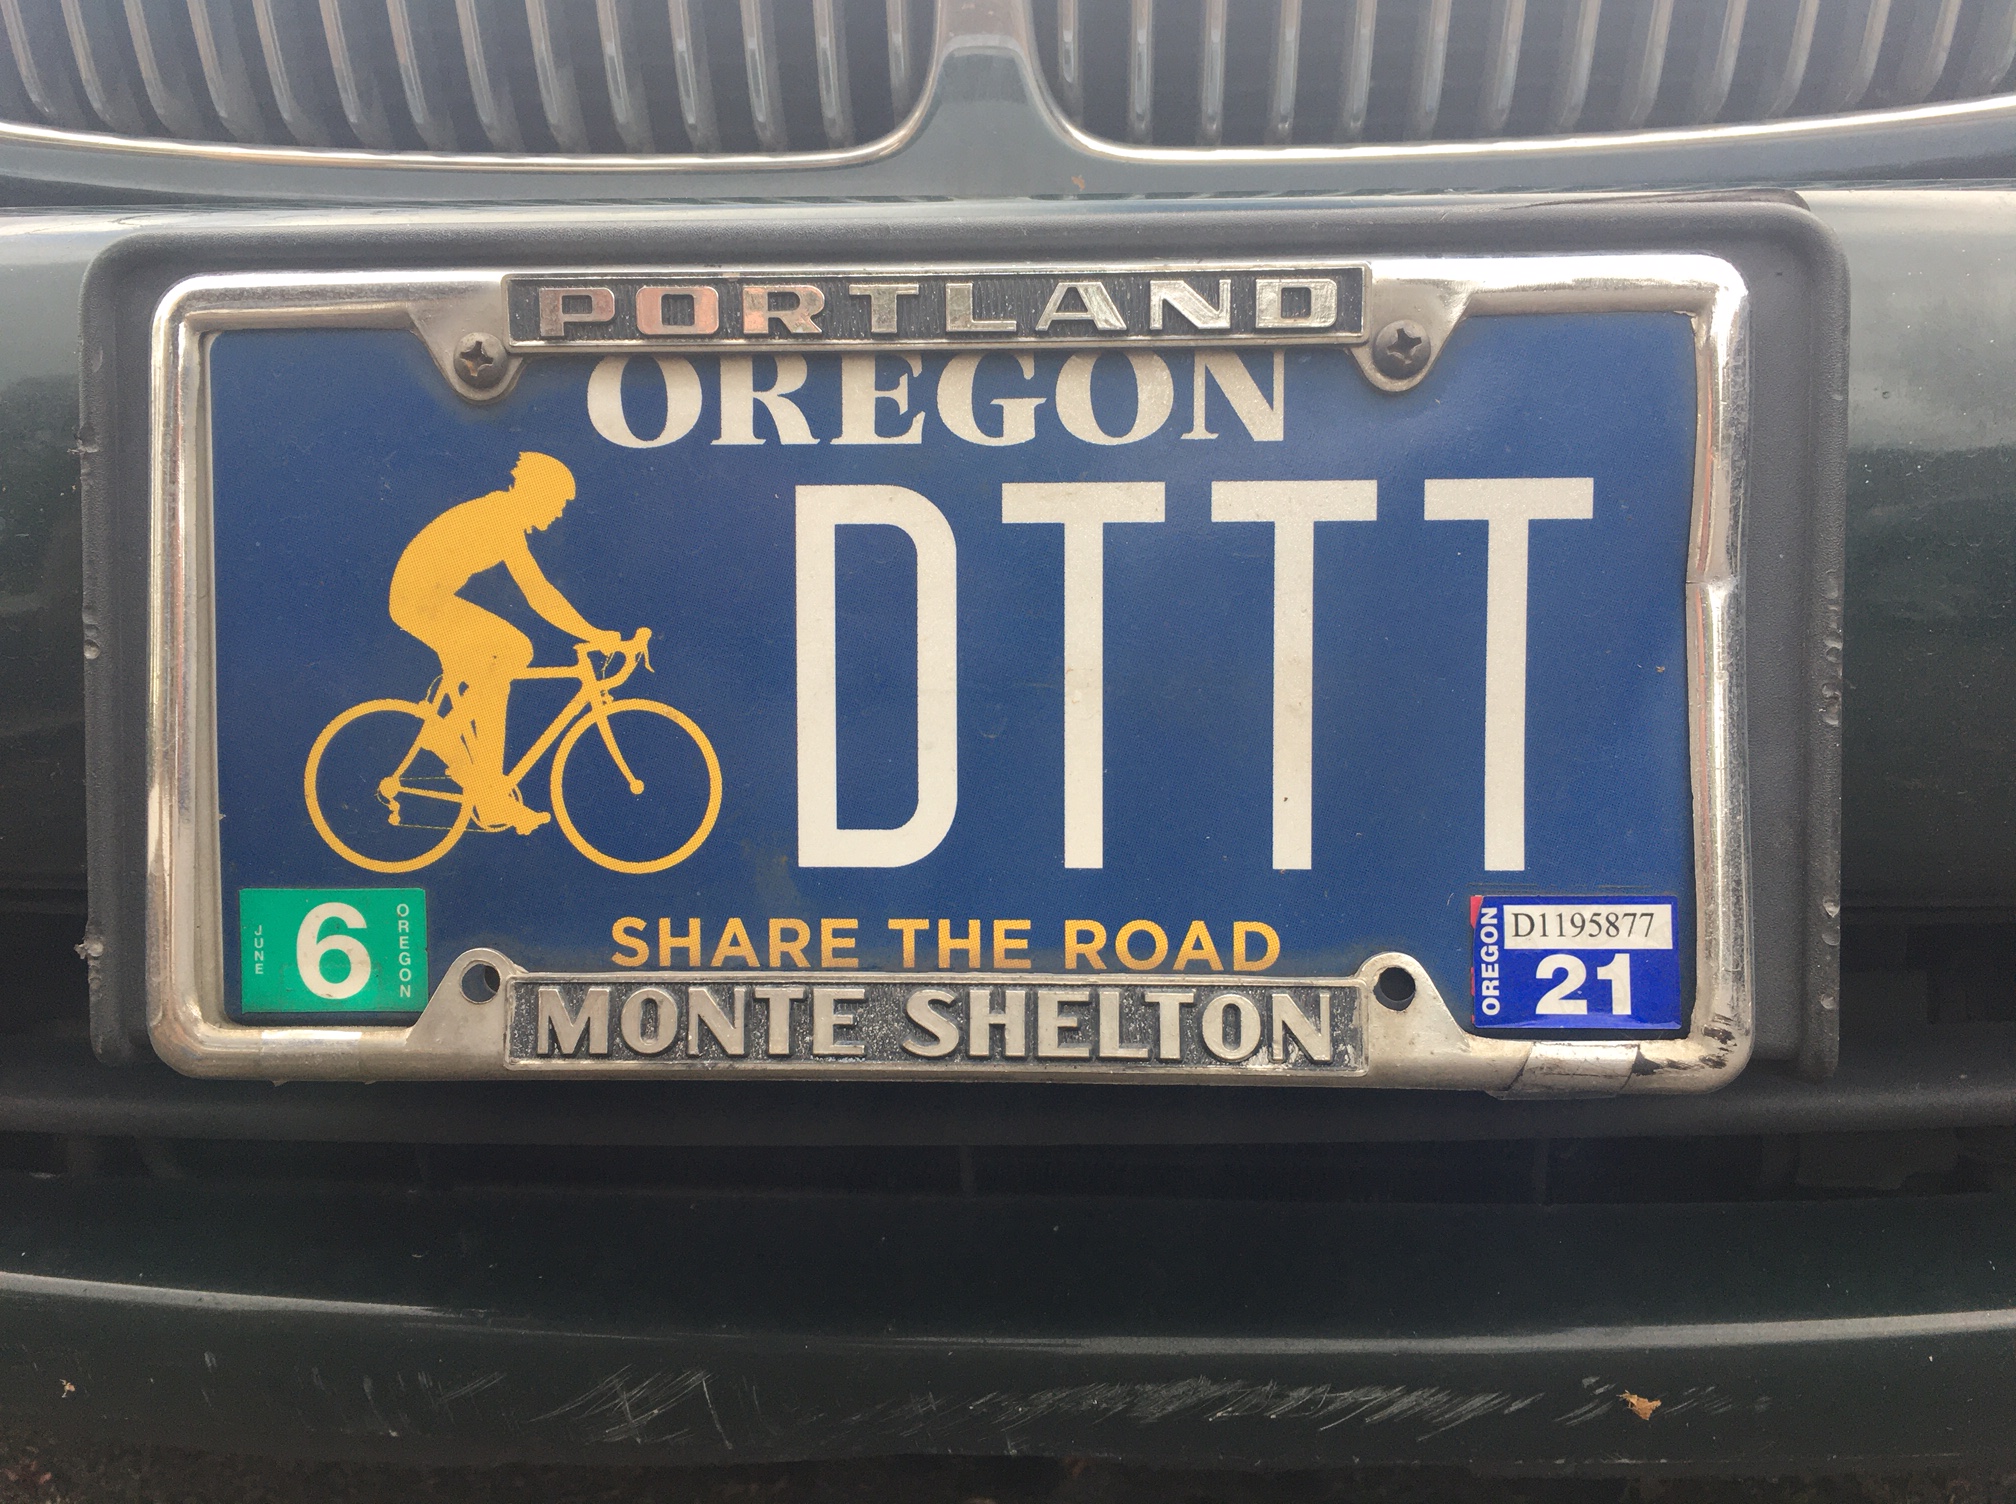 PORTLAND
OREGON
DTTT
SHARE THE ROAD
JUNE 6 OREGON
OREGON D1195877 21
MONTE SHELTON